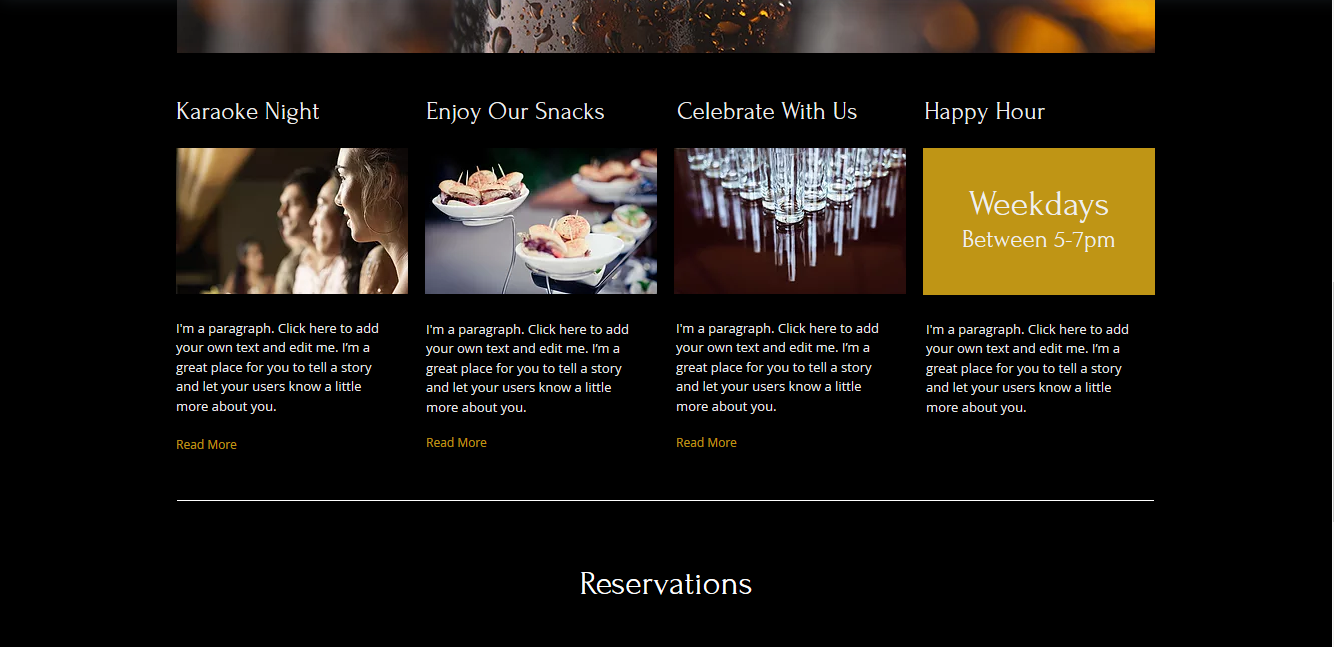 Karaoke Night
Enjoy Our Snacks
Celebrate With Us
Happy Hour
Weekdays
Between 5-7pm
I'm a paragraph. Click here to add
your own text and edit me. I'm a
great place for you to tell a story
and let your users know a little
more about you.
Read More
I'm a paragraph. Click here to add
your own text and edit me. I'm a
great place for you to tell a story
and let your users know a little
more about you.
Read More
I'm a paragraph. Click here to add
your own text and edit me. I'm a
great place for you to tell a story
and let your users know a little
more about you.
Read More
I'm a paragraph. Click here to add
your own text and edit me. I'm a
great place for you to tell a story
and let your users know a little
more about you.
Reservations